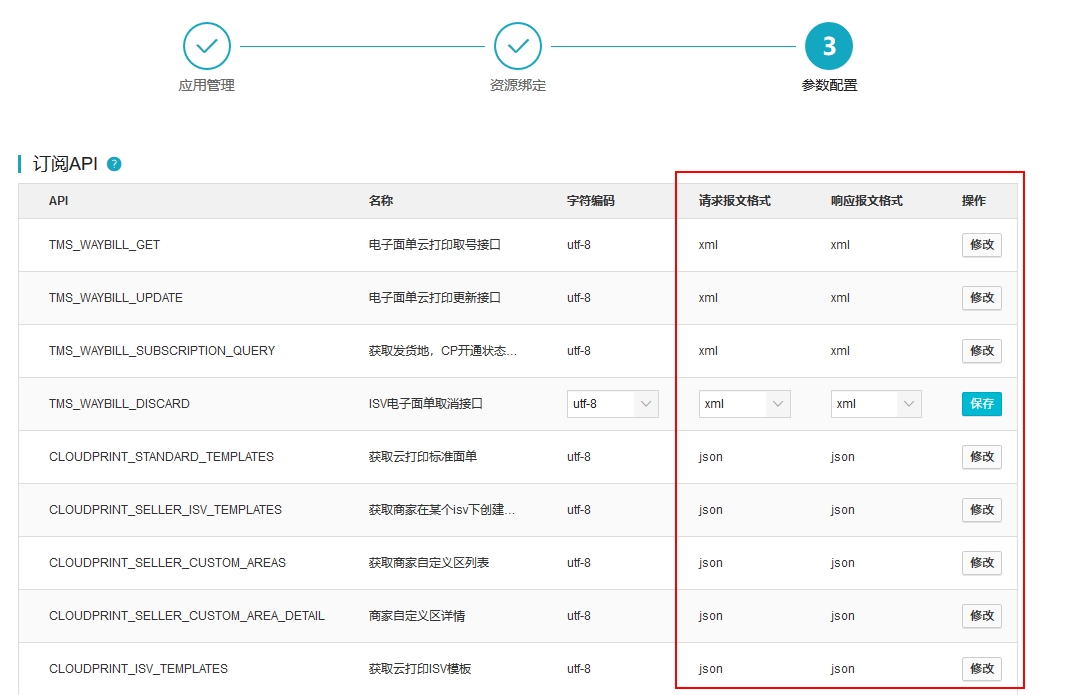 3
应用管理 资源绑定 参数配置
订阅API ?
API 名称 字符编码 请求报文格式 响应报文格式 操作
TMS_WAYBILL_GET 电子面单云打印取号接口 utf-8 xml xml 修改
TMS_WAYBILL_UPDATE 电子面单云打印更新接口 utf-8 xml xml 修改
TMS_WAYBILL_SUBSCRIPTION_QUERY 获取发货地，CP开通状态... utf-8 xml xml 修改
TMS_WAYBILL_DISCARD ISV电子面单取消接口 utf-8 xml xml 保存
CLOUDPRINT_STANDARD_TEMPLATES 获取云打印标准面单 utf-8 json json 修改
CLOUDPRINT_SELLER_ISV_TEMPLATES 获取商家在某个isv下创建... utf-8 json json 修改
CLOUDPRINT_SELLER_CUSTOM_AREAS 获取商家自定义区列表 utf-8 json json 修改
CLOUDPRINT_SELLER_CUSTOM_AREA_DETAIL 商家自定义区详情 utf-8 json json 修改
CLOUDPRINT_ISV_TEMPLATES 获取云打印ISV模板 utf-8 json json 修改